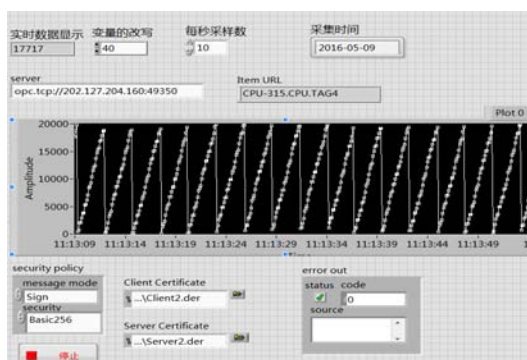 实时数据显示 变量的改写 每秒采样数 采集时间
17717 40 10 2016-05-09
server Item URL
opc.tcp://202.127.204.160:49350 CPU-315.CPU.TAG4
Plot 0
Amplitude
20000
15000
10000
5000
0
11:13:09 11:13:14 11:13:19 11:13:24 11:13:29 11:13:34 11:13:39 11:13:44 11:13:49
security policy error out
message mode Client Certificate status code
Sign ...\Client2.der 0
security source
Basic256 Server Certificate
...\Server2.der
停止